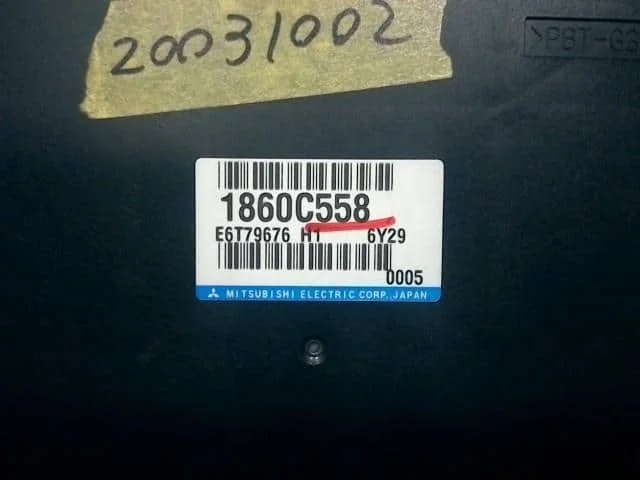 20031002
>PBT-G3
1860C558
E6T79676 H1 6Y29
0005
MITSUBISHI ELECTRIC CORP. JAPAN